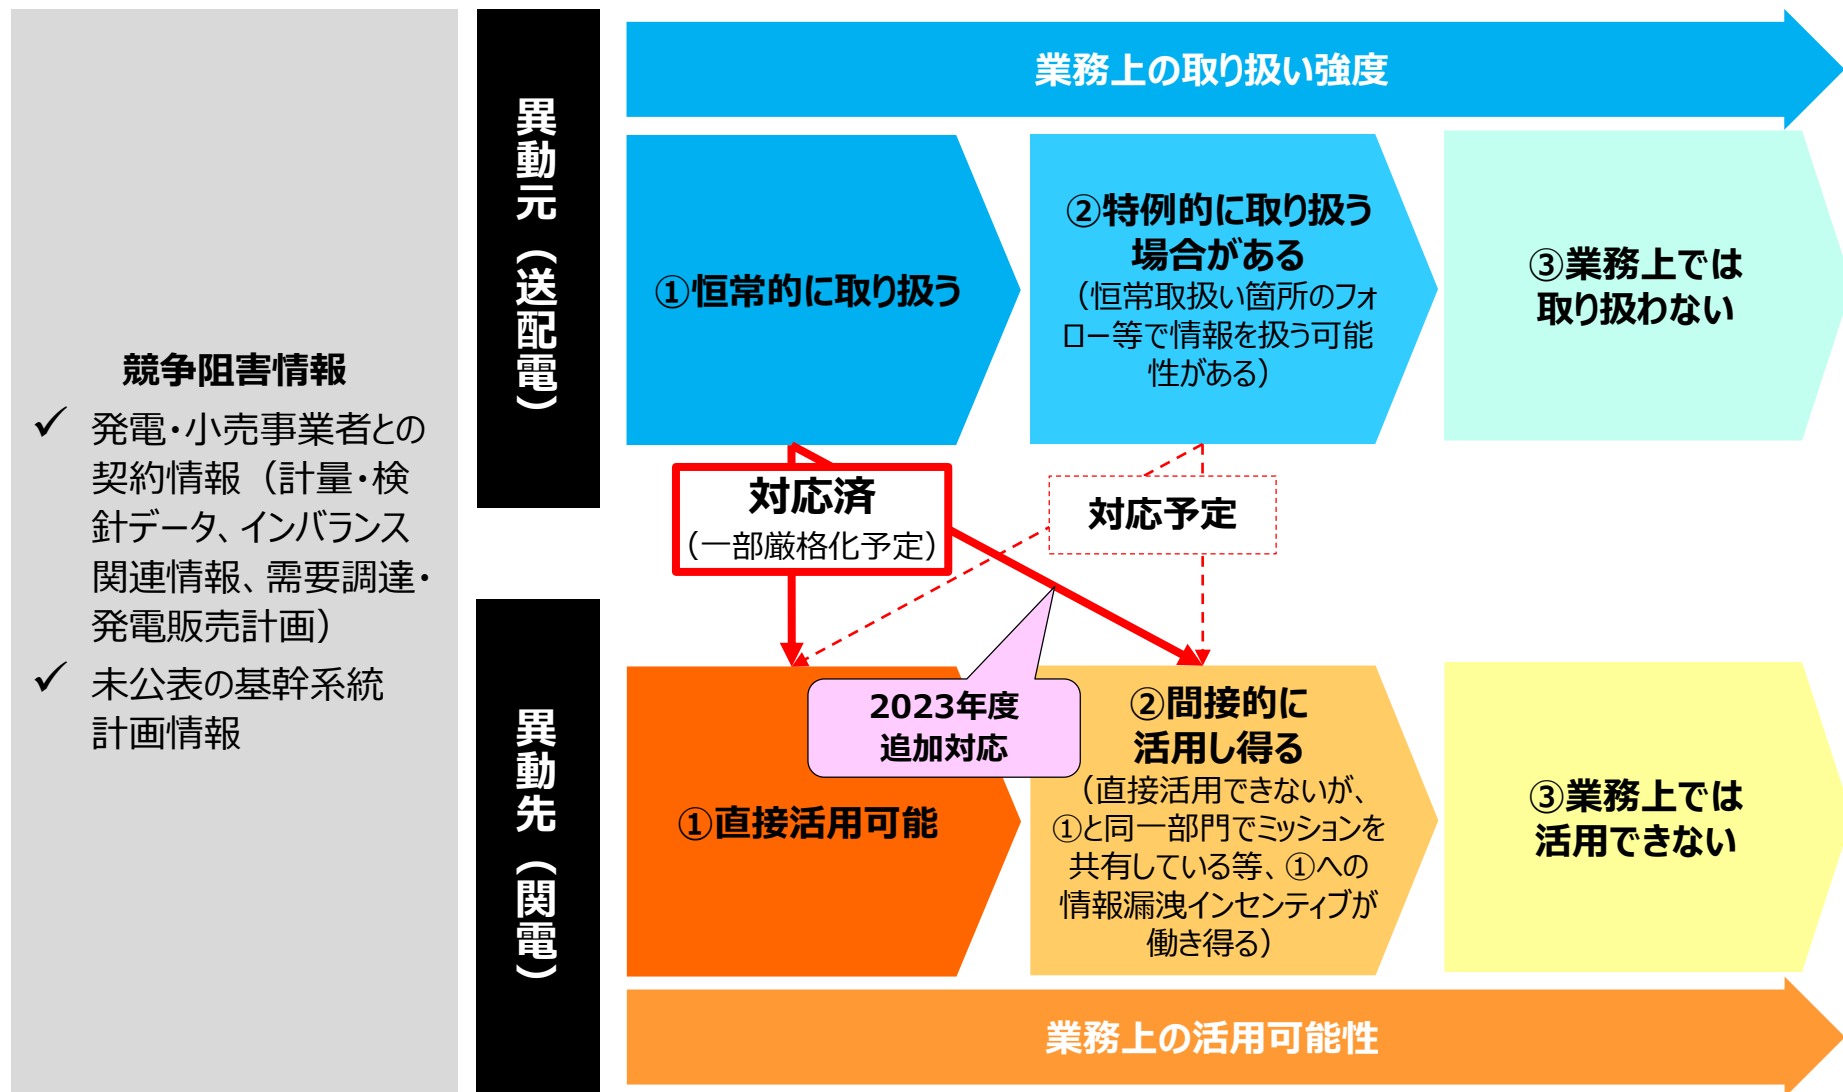 競争阻害情報
✓ 発電・小売事業者との
契約情報（計量・検
針データ、インバランス
関連情報、需要調達・
発電販売計画）
✓ 未公表の基幹系統
計画情報
異動元（送配電）
業務上の取り扱い強度
①恒常的に取り扱う
②特例的に取り扱う
場合がある
（恒常取扱い箇所のフォ
ロー等で情報を扱う可能
性がある）
③業務上では
取り扱わない
対応済
（一部厳格化予定）
対応予定
2023年度
追加対応
異動先（関電）
①直接活用可能
②間接的に
活用し得る
（直接活用できないが、
①と同一部門でミッションを
共有している等、①への
情報漏洩インセンティブが
働き得る）
③業務上では
活用できない
業務上の活用可能性